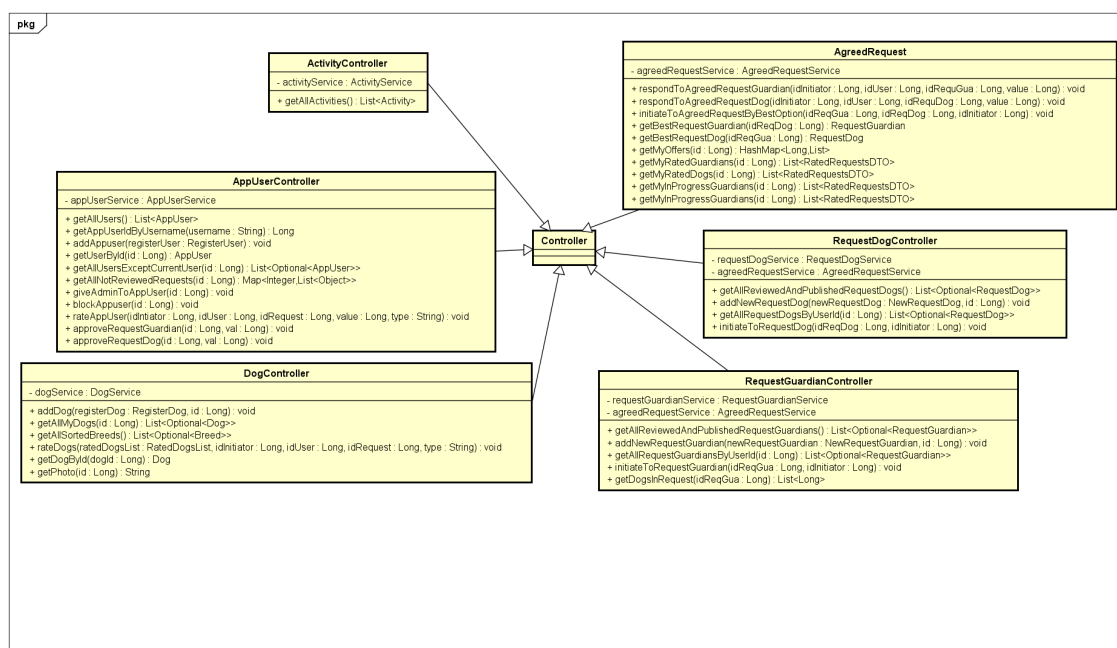 pkg
ActivityController
- activityService : ActivityService
+ getAllActivities() : List<Activity>
AgreedRequest
- agreedRequestService : AgreedRequestService
+ respondToAgreedRequestGuardian(idInitiator : Long, idUser : Long, idRequGua : Long, value : Long) : void
+ respondToAgreedRequestDog(idInitiator : Long, idUser : Long, idRequDog : Long, value : Long) : void
+ initiateToAgreedRequestByBestOption(idReqGua : Long, idReqDog : Long, idInitiator : Long) : void
+ getBestRequestGuardian(idReqDog : Long) : RequestGuardian
+ getBestRequestDog(idReqGua : Long) : RequestDog
+ getMyOffers(id : Long) : HashMap<Long,List>
+ getMyRatedGuardians(id : Long) : List<RatedRequestsDTO>
+ getMyRatedDogs(id : Long) : List<RatedRequestsDTO>
+ getMyInProgressGuardians(id : Long) : List<RatedRequestsDTO>
+ getMyInProgressGuardians(id : Long) : List<RatedRequestsDTO>
AppUserController
- appUserService : AppUserService
+ getAllUsers() : List<AppUser>
+ getAppUserIdByUsername(username : String) : Long
+ addAppuser(registerUser : RegisterUser) : void
+ getUserById(id : Long) : AppUser
+ getAllUsersExceptCurrentUser(id : Long) : List<Optional<AppUser>>
+ getAllNotReviewedRequests(id : Long) : Map<Integer,List<Object>>
+ giveAdminToAppUser(id : Long) : void
+ blockAppuser(id : Long) : void
+ rateAppUser(idIntiator : Long, idUser : Long, idRequest : Long, value : Long, type : String) : void
+ approveRequestGuardian(id : Long, val : Long) : void
+ approveRequestDog(id : Long, val : Long) : void
Controller
RequestDogController
- requestDogService : RequestDogService
- agreedRequestService : AgreedRequestService
+ getAllReviewedAndPublishedRequestDogs() : List<Optional<RequestDog>>
+ addNewRequestDog(newRequestDog : NewRequestDog, id : Long) : void
+ getAllRequestDogsByUserId(id : Long) : List<Optional<RequestDog>>
+ initiateToRequestDog(idReqDog : Long, idInitiator : Long) : void
DogController
- dogService : DogService
+ addDog(registerDog : RegisterDog, id : Long) : void
+ getAllMyDogs(id : Long) : List<Optional<Dog>>
+ getAllSortedBreeds() : List<Optional<Breed>>
+ rateDogs(ratedDogsList : RatedDogsList, idInitiator : Long, idUser : Long, idRequest : Long, type : String) : void
+ getDogById(dogId : Long) : Dog
+ getPhoto(id : Long) : String
RequestGuardianController
- requestGuardianService : RequestGuardianService
- agreedRequestService : AgreedRequestService
+ getAllReviewedAndPublishedRequestGuardians() : List<Optional<RequestGuardian>>
+ addNewRequestGuardian(newRequestGuardian : NewRequestGuardian, id : Long) : void
+ getAllRequestGuardiansByUserId(id : Long) : List<Optional<RequestGuardian>>
+ initiateToRequestGuardian(idReqGua : Long, idInitiator : Long) : void
+ getDogsInRequest(idReqGua : Long) : List<Long>